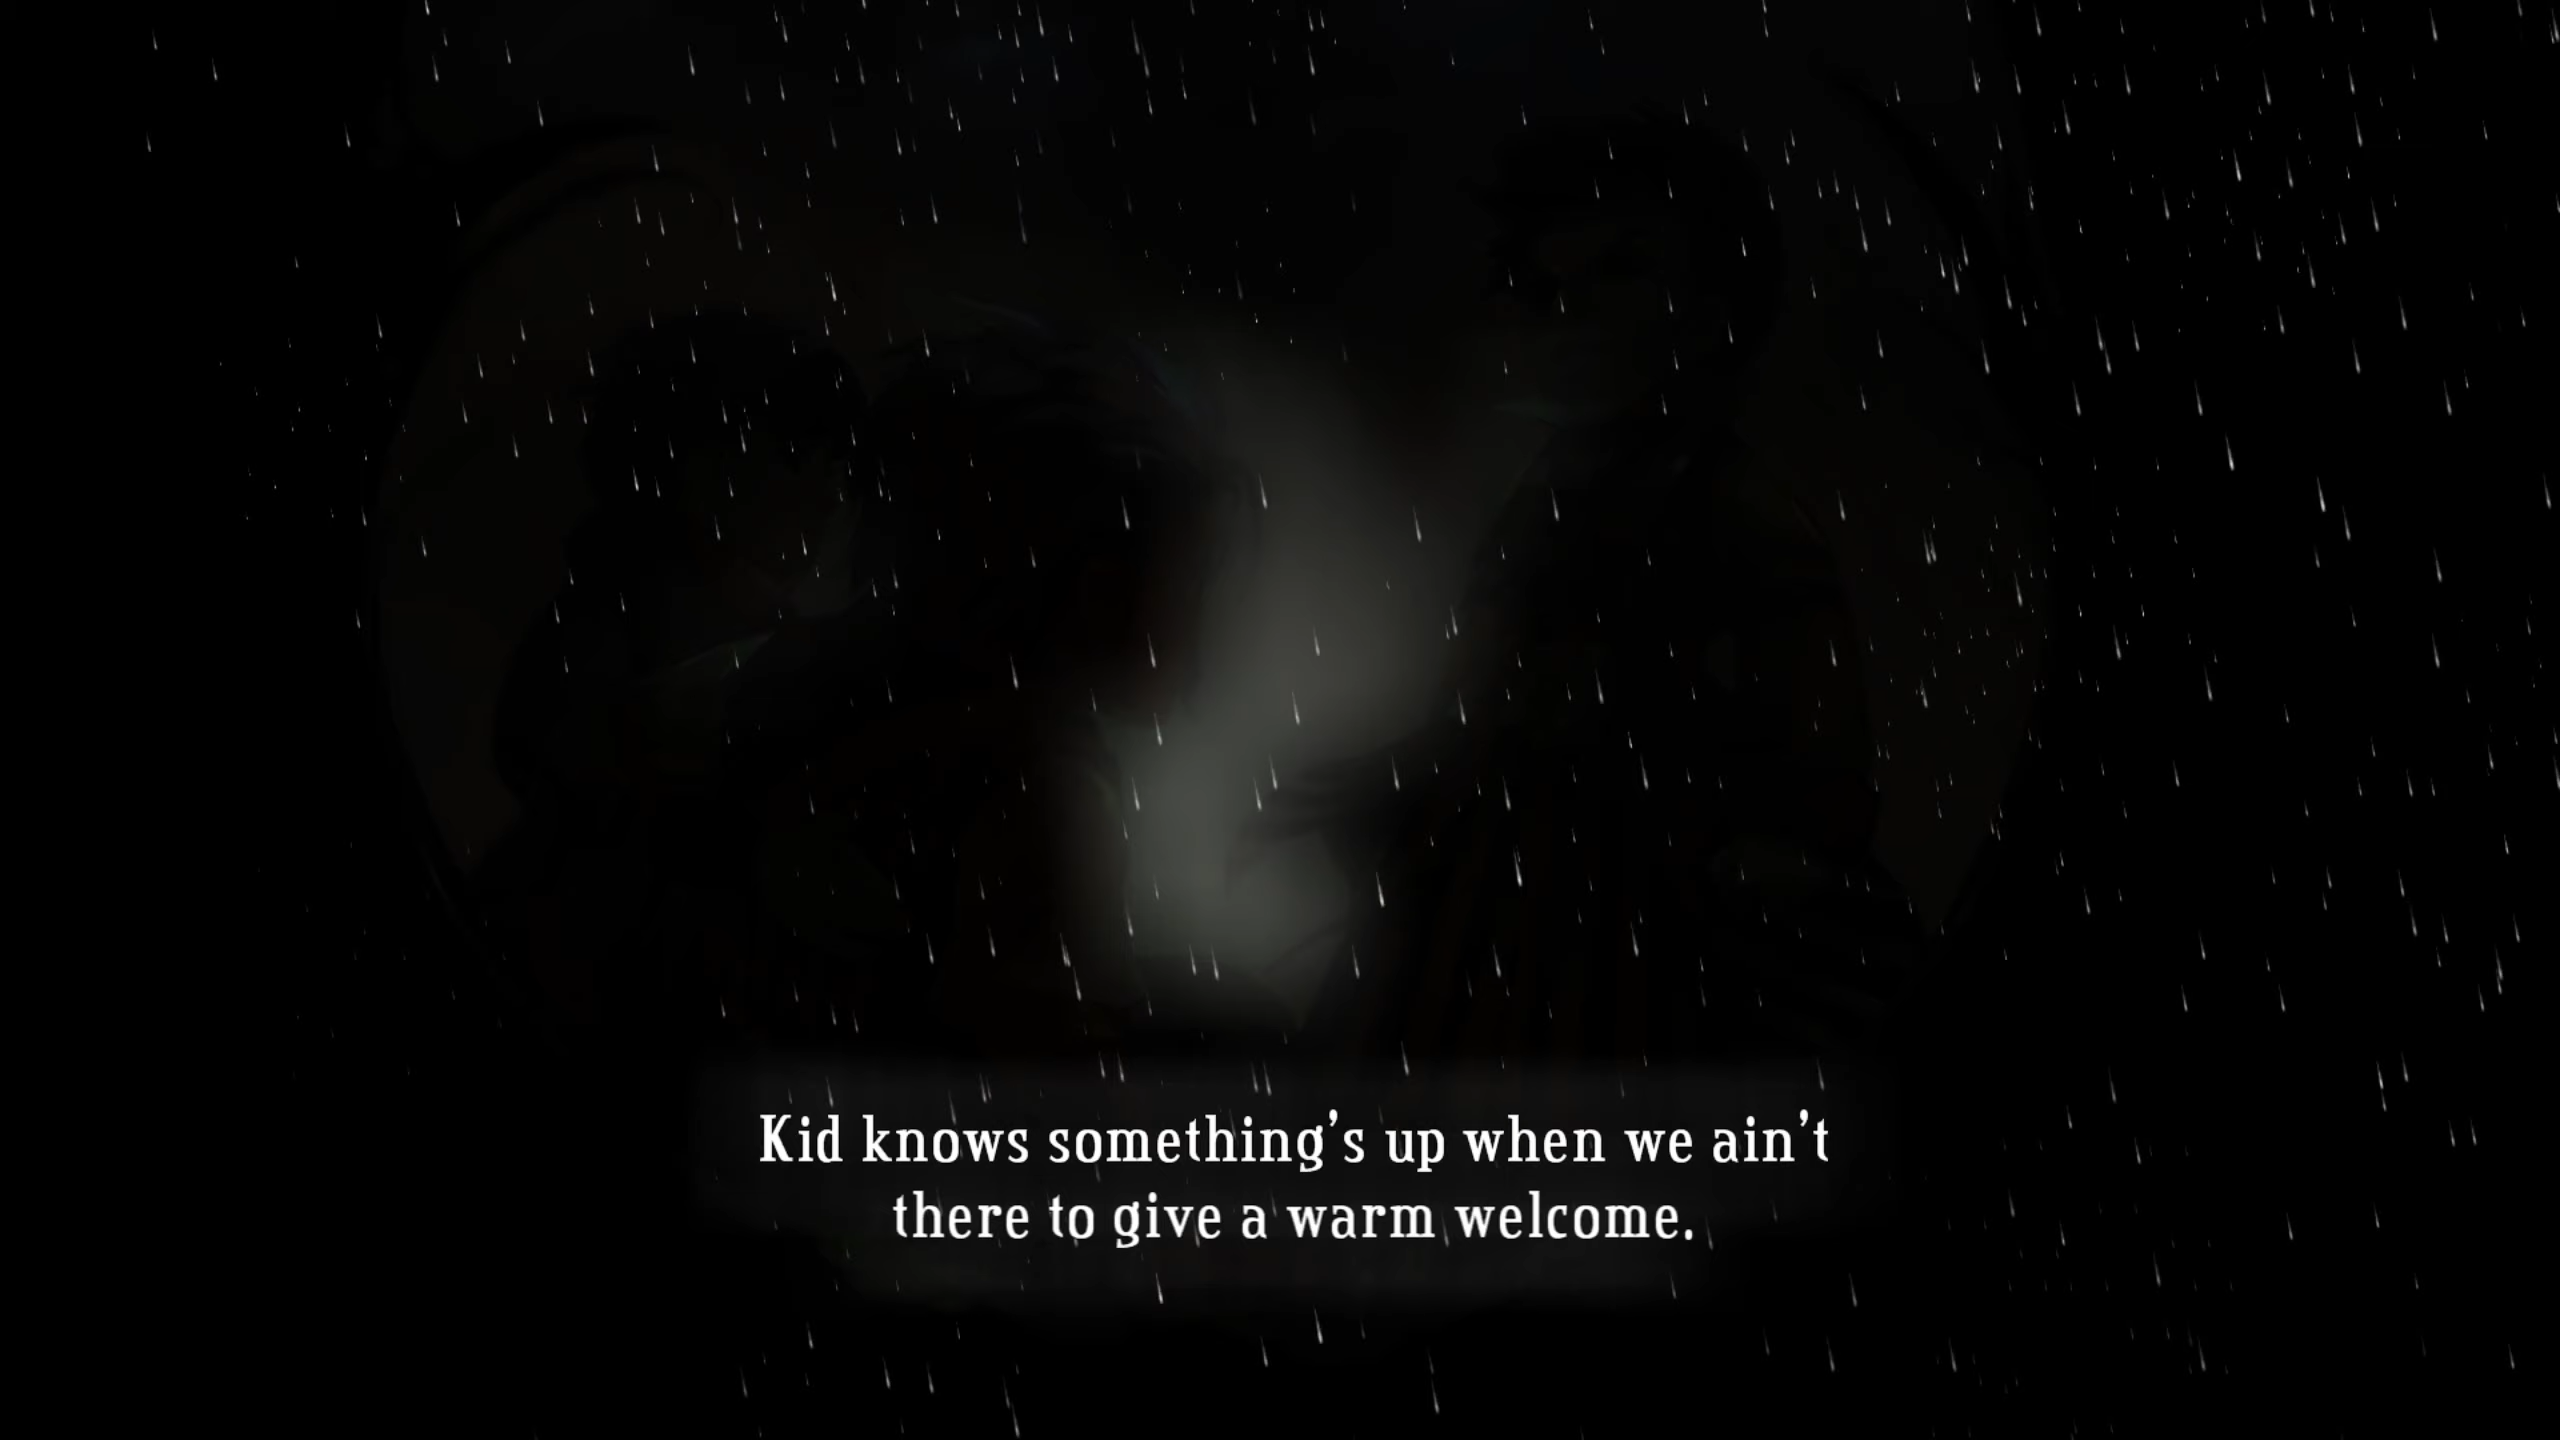 Kid knows something’s up when we ain’t
there to give a warm welcome.